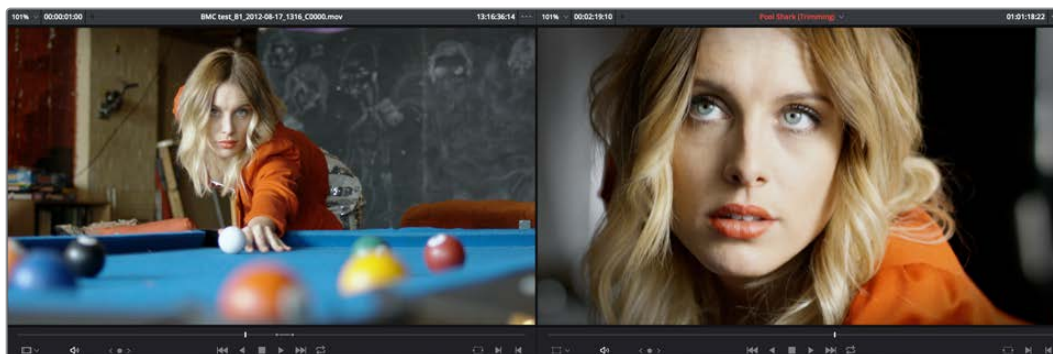 101% 00:00:01:00 BMC test_B1_2012-08-17_1316_C0000.mov 13:16:36:14
101% 00:02:19:10 Pool Shark (Trimming) 01:01:18:22